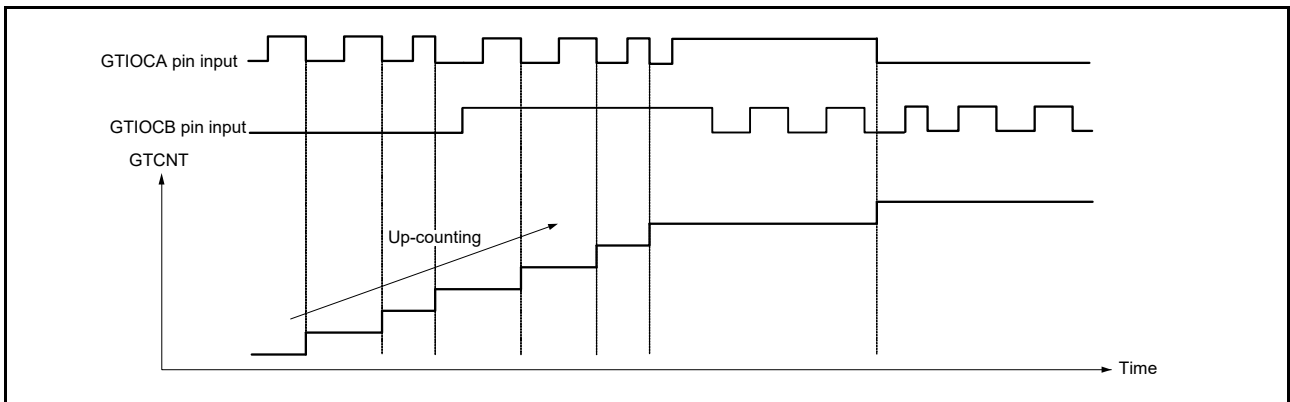 GTIOCA pin input
GTIOCB pin input
GTCNT
Up-counting
Time